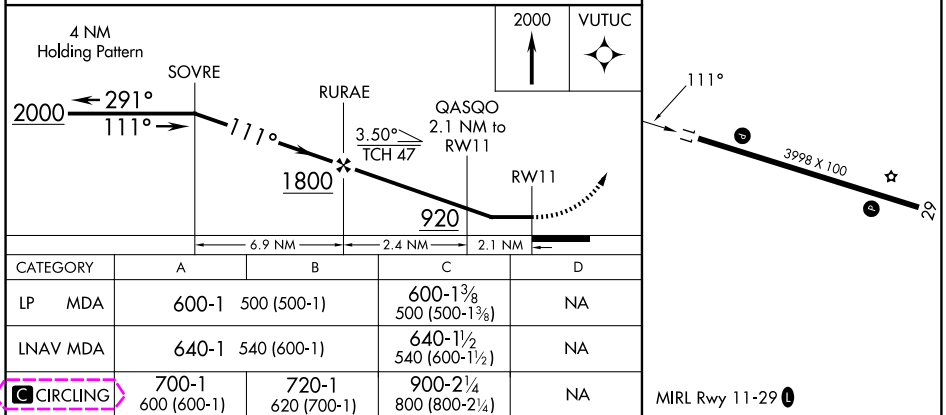 4 NM
Holding Pattern
2000
VUTUC
SOVRE
RURAE
QASQO
2.1 NM to
RW11
2000
291°
111°
111°
3.50°
TCH 47
1800
920
RW11
6.9 NM
2.4 NM
2.1 NM
CATEGORY A B C D
LP MDA 600-1 500 (500-1) 600-1⅜ 500 (500-1⅜) NA
LNAV MDA 640-1 540 (600-1) 640-1½ 540 (600-1½) NA
C CIRCLING 700-1 600 (600-1) 720-1 620 (700-1) 900-2¼ 800 (800-2¼) NA
111°
11
P
3998 X 100
P
29
MIRL Rwy 11-29 L